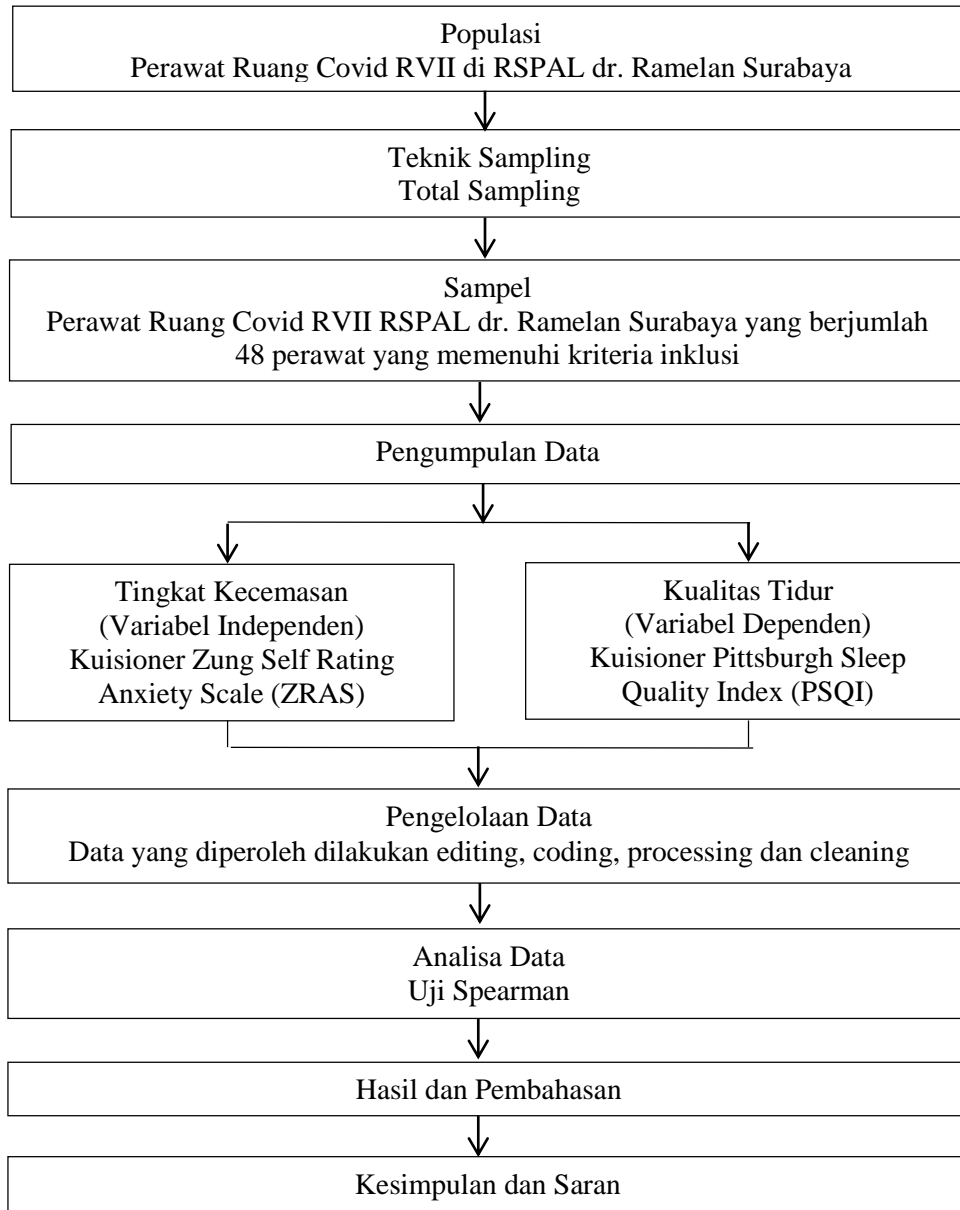 Populasi
Perawat Ruang Covid RVII di RSPAL dr. Ramelan Surabaya
Teknik Sampling
Total Sampling
Sampel
Perawat Ruang Covid RVII RSPAL dr. Ramelan Surabaya yang berjumlah
48 perawat yang memenuhi kriteria inklusi
Pengumpulan Data
Tingkat Kecemasan
(Variabel Independen)
Kuisioner Zung Self Rating
Anxiety Scale (ZRAS)
Kualitas Tidur
(Variabel Dependen)
Kuisioner Pittsburgh Sleep
Quality Index (PSQI)
Pengelolaan Data
Data yang diperoleh dilakukan editing, coding, processing dan cleaning
Analisa Data
Uji Spearman
Hasil dan Pembahasan
Kesimpulan dan Saran